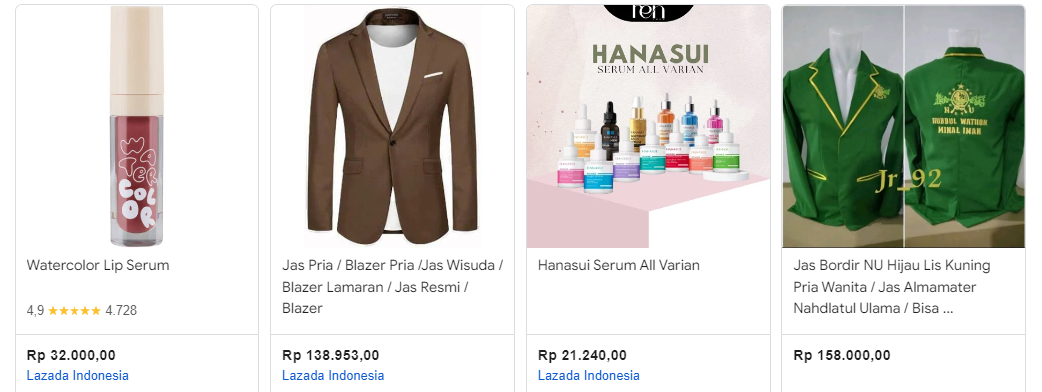 WATER
COLOR
Watercolor Lip Serum
4,9 ★★★★★ 4.728
Rp 32.000,00
Lazada Indonesia
Jas Pria / Blazer Pria /Jas Wisuda /
Blazer Lamaran / Jas Resmi /
Blazer
Rp 138.953,00
Lazada Indonesia
ren
HANASUI
SERUM ALL VARIAN
Hanasui Serum All Varian
Rp 21.240,00
Lazada Indonesia
NU
HUBBUL WATHON
MINAL IMAN
Jr_92
Jas Bordir NU Hijau Lis Kuning
Pria Wanita / Jas Almamater
Nahdlatul Ulama / Bisa ...
Rp 158.000,00